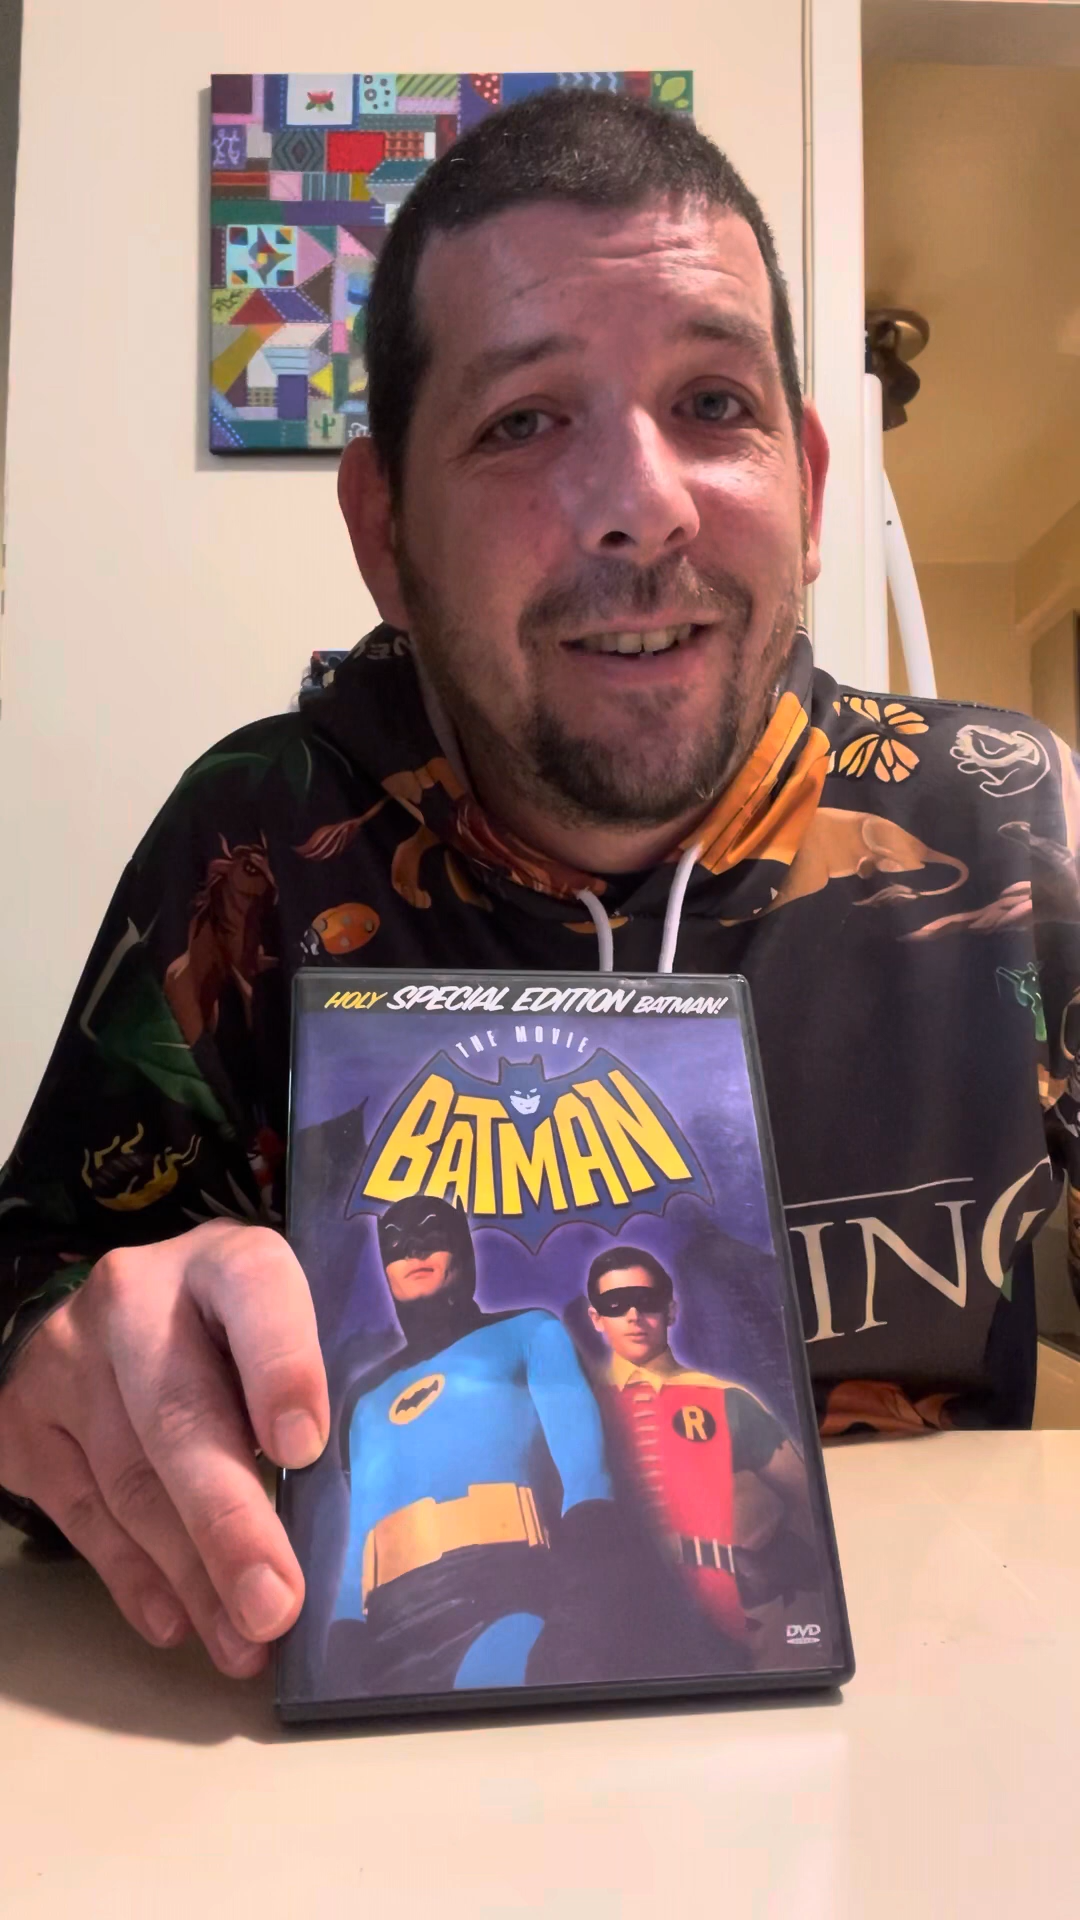 HOLY SPECIAL EDITION BATMAN!
THE MOVIE
BATMAN
R
DVD
ING